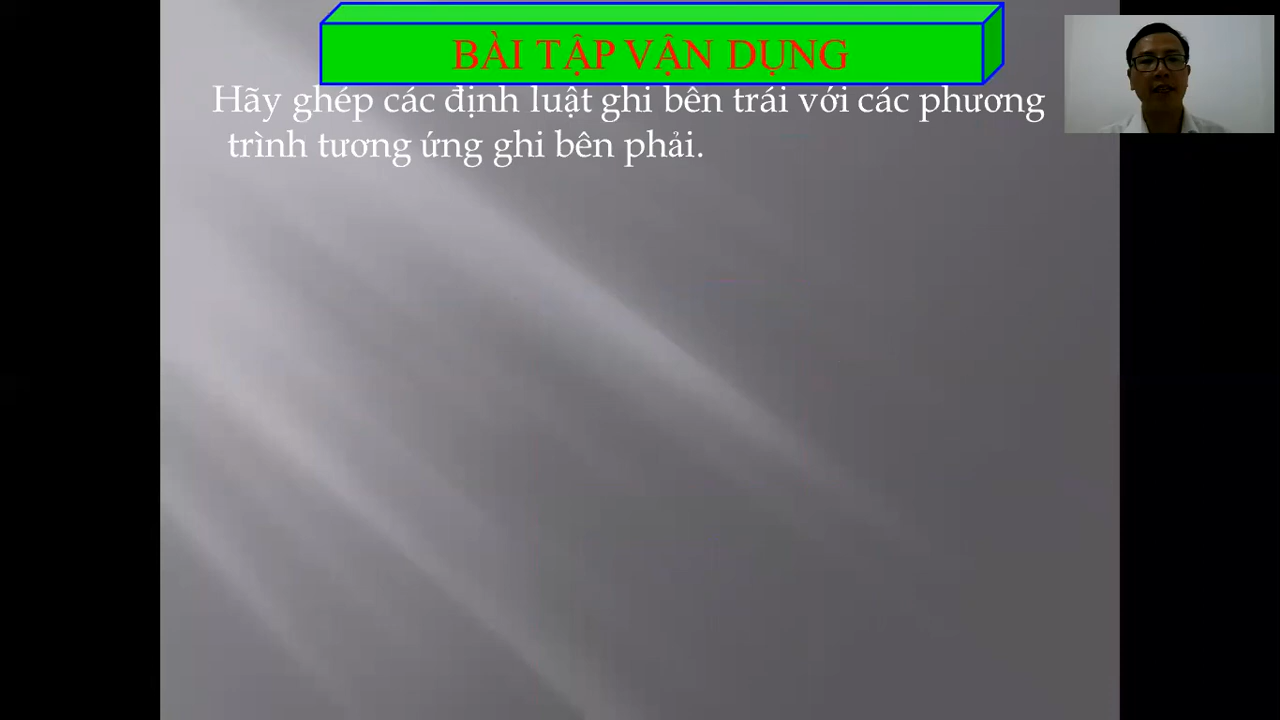 BÀI TẬP VẬN DỤNG
Hãy ghép các định luật ghi bên trái với các phương
trình tương ứng ghi bên phải.